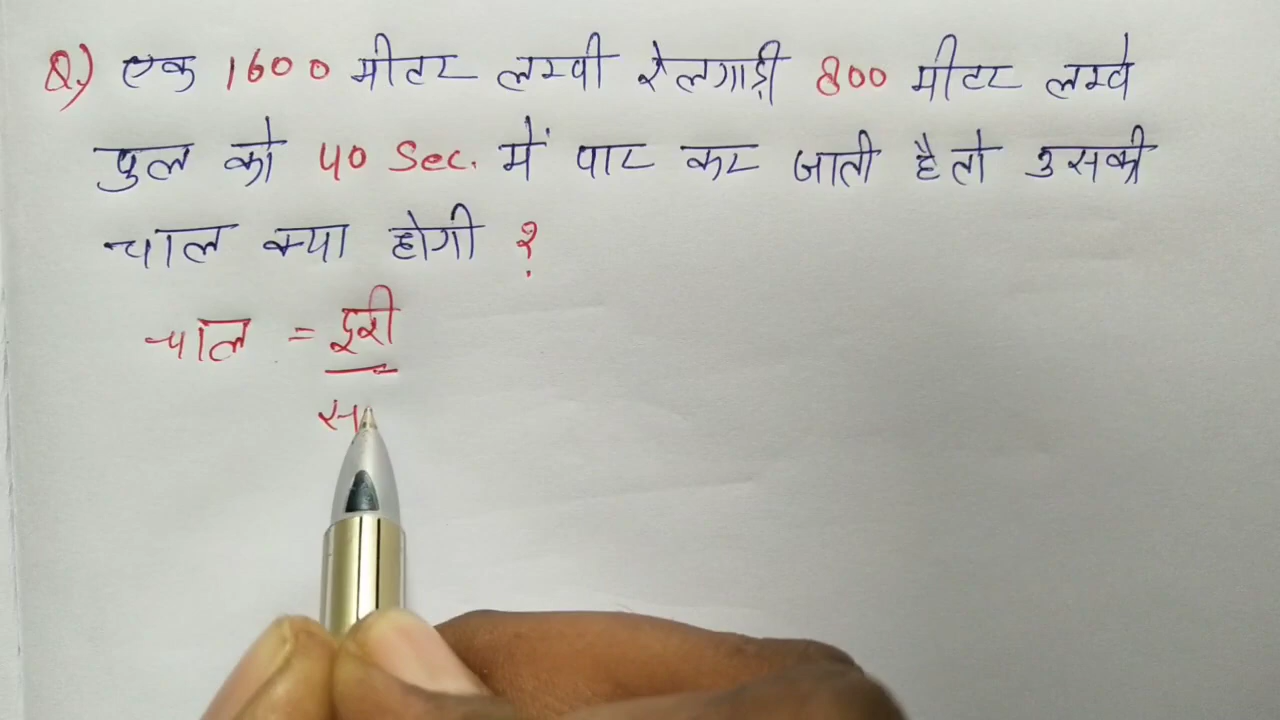 Q) एक 1600 मीटर लम्बी रेलगाड़ी 800 मीटर लम्बे
पुल को 40 Sec. में पार कर जाती है तो उसकी
चाल क्या होगी ?
चाल = दूरी
स